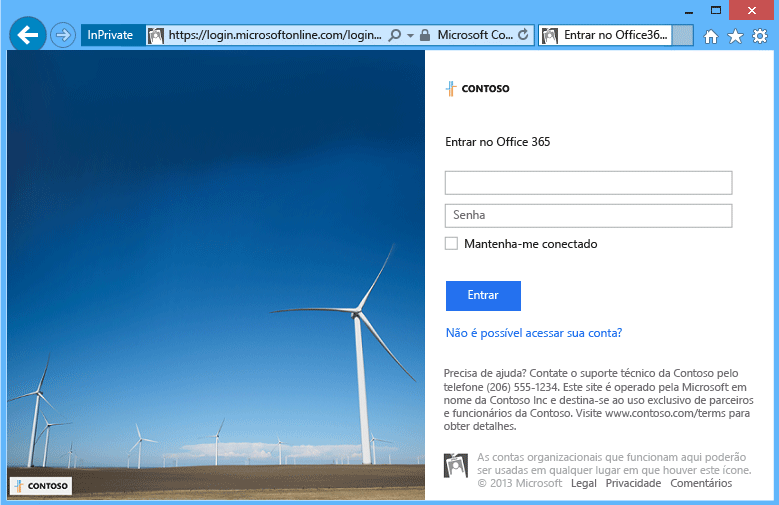 InPrivate
https://login.microsoftonline.com/login...
Microsoft Co...
Entrar no Office36...
CONTOSO
Entrar no Office 365
Senha
Mantenha-me conectado
Entrar
Não é possível acessar sua conta?
Precisa de ajuda? Contate o suporte técnico da Contoso pelo
telefone (206) 555-1234. Este site é operado pela Microsoft em
nome da Contoso Inc e destina-se ao uso exclusivo de parceiros
e funcionários da Contoso. Visite www.contoso.com/terms para
obter detalhes.
As contas organizacionais que funcionam aqui poderão
ser usadas em qualquer lugar em que houver este ícone.
© 2013 Microsoft Legal Privacidade Comentários
CONTOSO